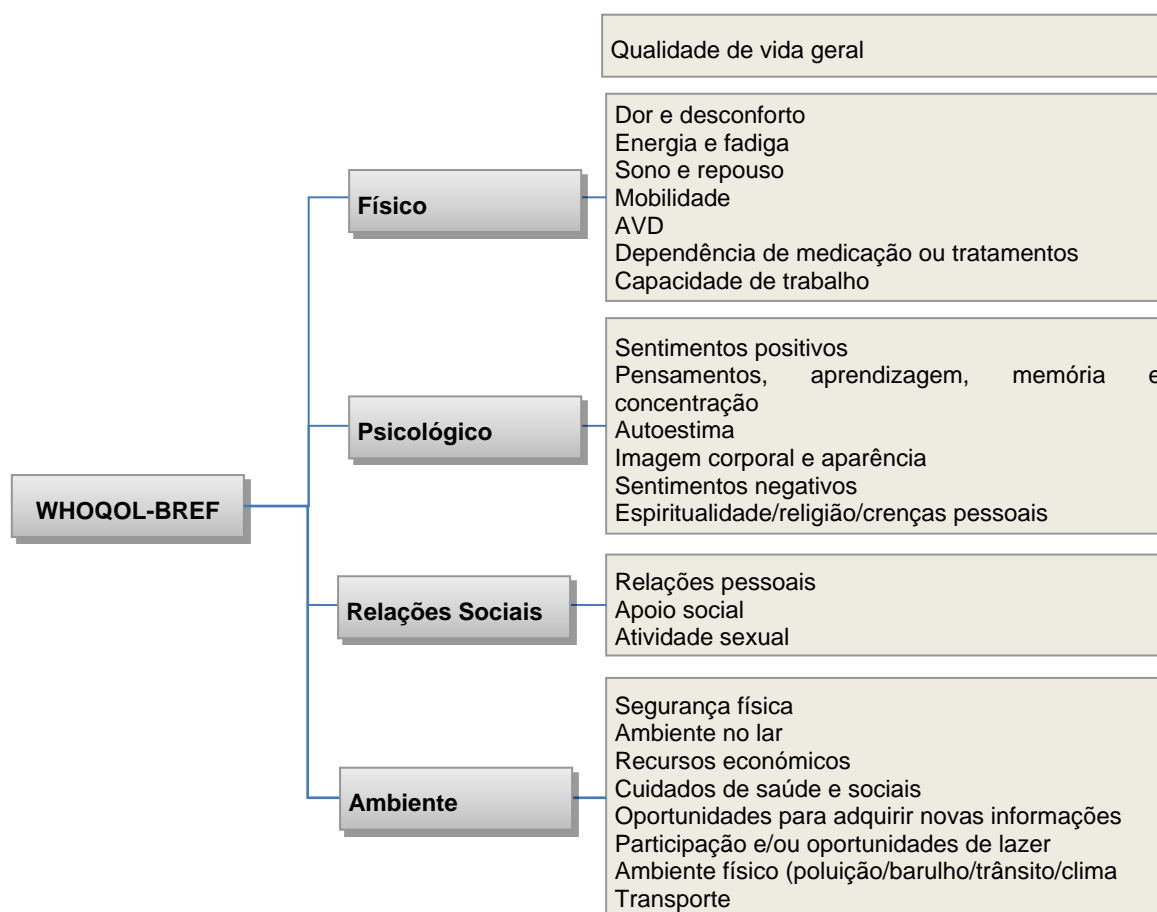 Qualidade de vida geral
Dor e desconforto
Energia e fadiga
Sono e repouso
Mobilidade
AVD
Dependência de medicação ou tratamentos
Capacidade de trabalho
Físico
Sentimentos positivos
Pensamentos, aprendizagem, memória e
concentração
Autoestima
Imagem corporal e aparência
Sentimentos negativos
Espiritualidade/religião/crenças pessoais
Psicológico
WHOQOL-BREF
Relações pessoais
Apoio social
Atividade sexual
Relações Sociais
Segurança física
Ambiente no lar
Recursos económicos
Cuidados de saúde e sociais
Oportunidades para adquirir novas informações
Participação e/ou oportunidades de lazer
Ambiente físico (poluição/barulho/trânsito/clima
Transporte
Ambiente